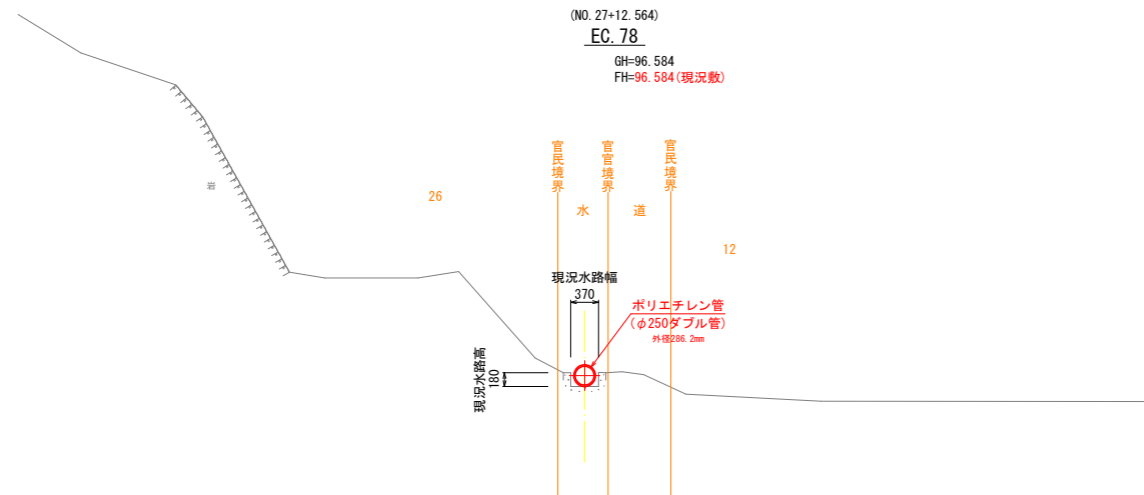 (NO.27+12.564)
EC.78
GH=96.584
FH=96.584(現況敷)
官民境界
官官境界
官民境界
岩
26
水
道
12
現況水路幅
370
ポリエチレン管
(φ250ダブル管)
外径286.2mm
現況水路高
180